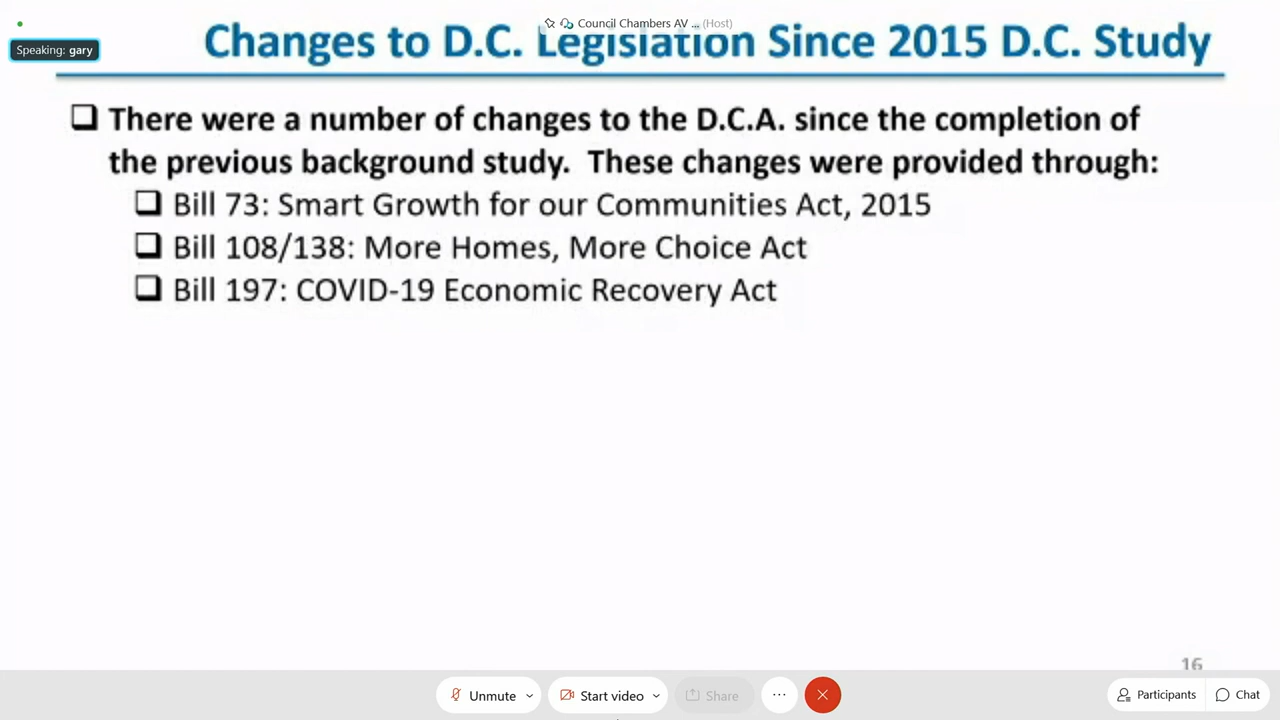 Council Chambers AV ... (Host)
Speaking: gary
Changes to D.C. Legislation Since 2015 D.C. Study
There were a number of changes to the D.C.A. since the completion of
the previous background study. These changes were provided through:
Bill 73: Smart Growth for our Communities Act, 2015
Bill 108/138: More Homes, More Choice Act
Bill 197: COVID-19 Economic Recovery Act
16
Unmute
Start video
Share
Participants
Chat